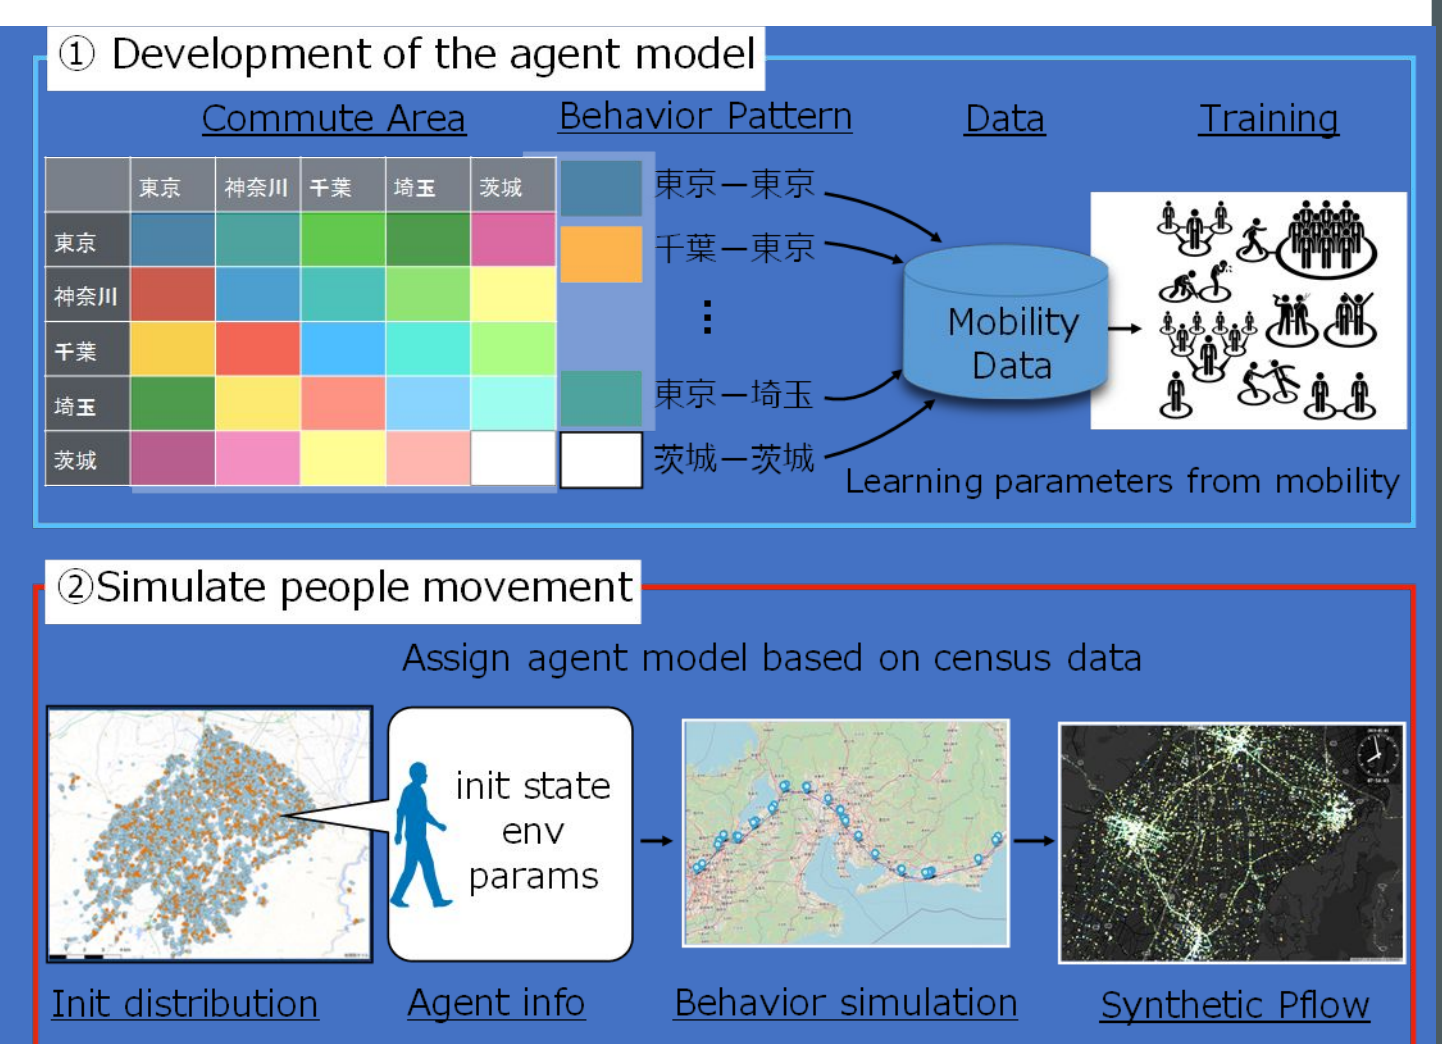 ① Development of the agent model
Commute Area
Behavior Pattern
Data
Training
東京 神奈川 千葉 埼玉 茨城
東京
神奈川
千葉
埼玉
茨城
東京ー東京
千葉ー東京
⋮
東京ー埼玉
茨城ー茨城
Mobility
Data
Learning parameters from mobility
②Simulate people movement
Assign agent model based on census data
init state
env
params
Init distribution
Agent info
Behavior simulation
Synthetic Pflow